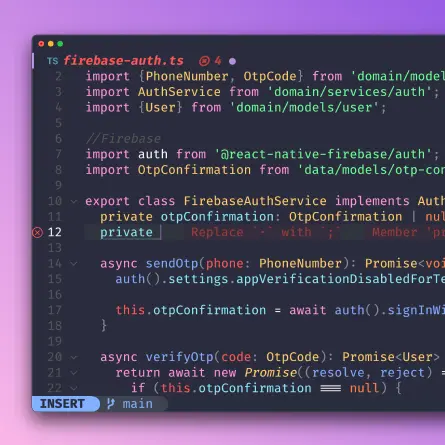 TS firebase-auth.ts 4
2 import {PhoneNumber, OtpCode} from 'domain/model
3 import AuthService from 'domain/services/auth';
4 import {User} from 'domain/models/user';
5
6 //Firebase
7 import auth from '@react-native-firebase/auth';
8 import OtpConfirmation from 'data/models/otp-con
9
10 export class FirebaseAuthService implements Auth
11 private otpConfirmation: OtpConfirmation | nul
12 private Replace `·` with `;` Member 'pr
13
14 async sendOtp(phone: PhoneNumber): Promise<voi
15 auth().settings.appVerificationDisabledForTe
16
17 this.otpConfirmation = await auth().signInWi
18 }
19
20 async verifyOtp(code: OtpCode): Promise<User>
21 return await new Promise((resolve, reject) =
22 if (this.otpConfirmation === null) {
INSERT main